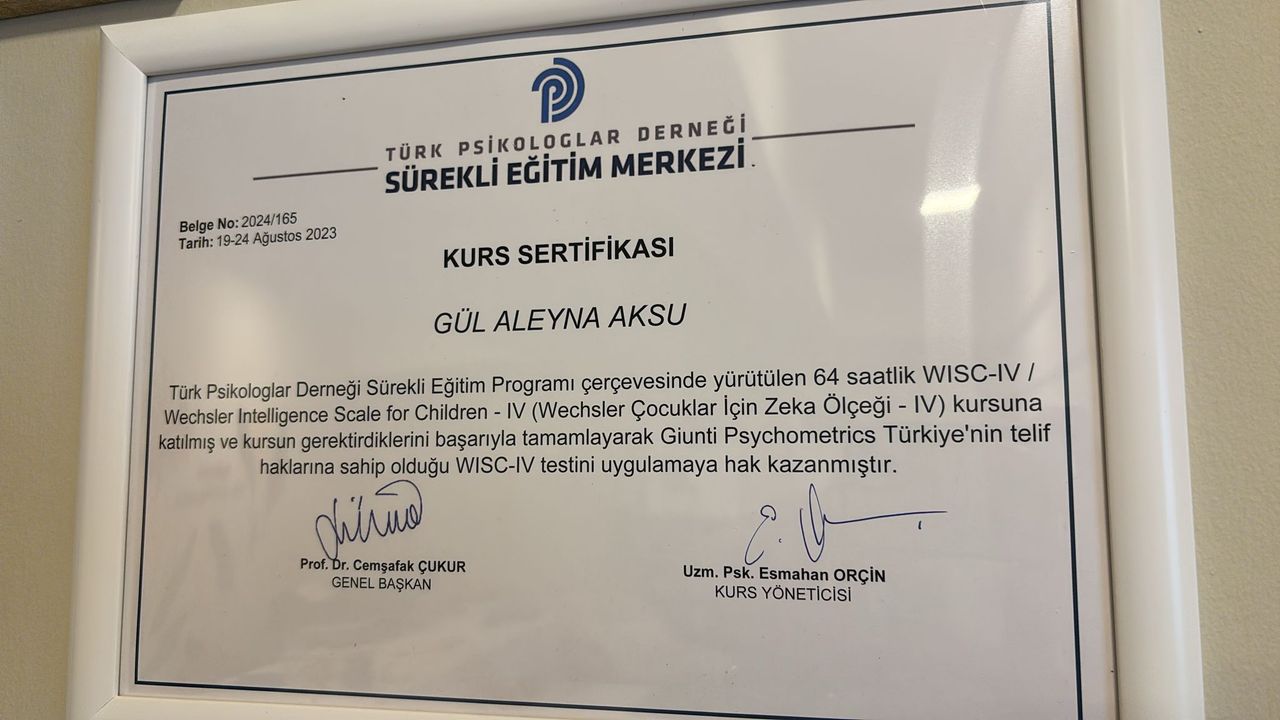 TÜRK PSİKOLOGLAR DERNEĞİ
SÜREKLİ EĞİTİM MERKEZİ
Belge No: 2024/165
Tarih: 19-24 Ağustos 2023
KURS SERTİFİKASI
GÜL ALEYNA AKSU
Türk Psikologlar Derneği Sürekli Eğitim Programı çerçevesinde yürütülen 64 saatlik WISC-IV /
Wechsler Intelligence Scale for Children - IV (Wechsler Çocuklar İçin Zeka Ölçeği - IV) kursuna
katılmış ve kursun gerektirdiklerini başarıyla tamamlayarak Giunti Psychometrics Türkiye'nin telif
haklarına sahip olduğu WISC-IV testini uygulamaya hak kazanmıştır.
Prof. Dr. Cemşafak ÇUKUR
GENEL BAŞKAN
Uzm. Psk. Esmahan ORÇİN
KURS YÖNETİCİSİ